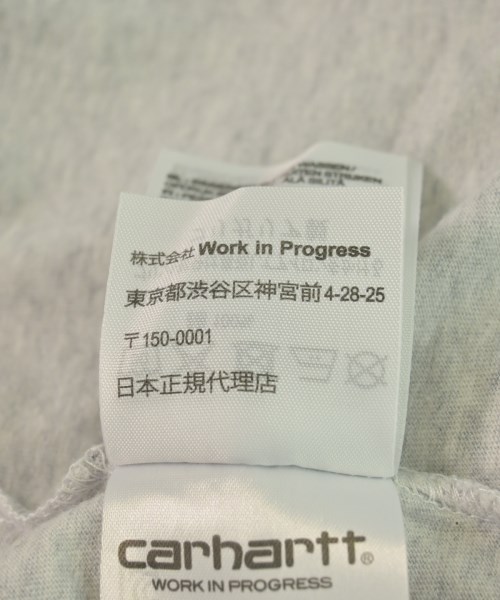 株式会社 Work in Progress
東京都渋谷区神宮前 4-28-25
〒150-0001
日本正規代理店
carhartt®
WORK IN PROGRESS